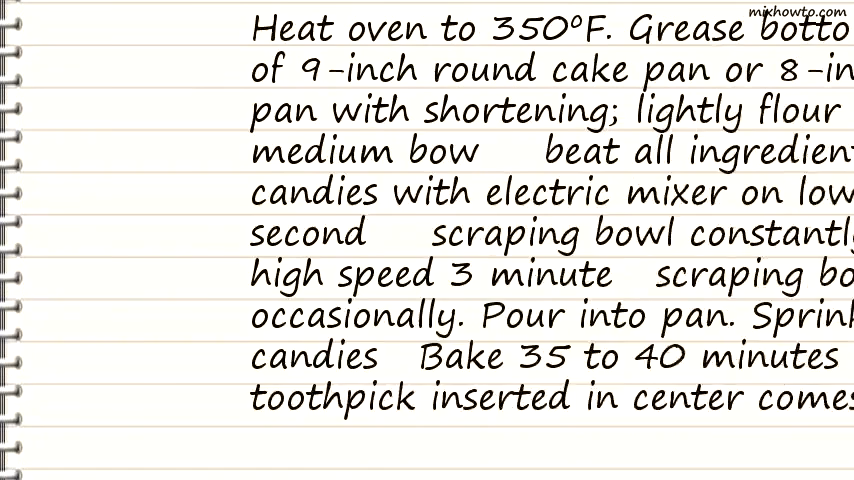 mixhowto.com
Heat oven to 350°F. Grease botto
of 9-inch round cake pan or 8-in
pan with shortening; lightly flour
medium bow beat all ingredient
candies with electric mixer on low
second scraping bowl constantly
high speed 3 minute scraping bo
occasionally. Pour into pan. Sprink
candies Bake 35 to 40 minutes
toothpick inserted in center comes